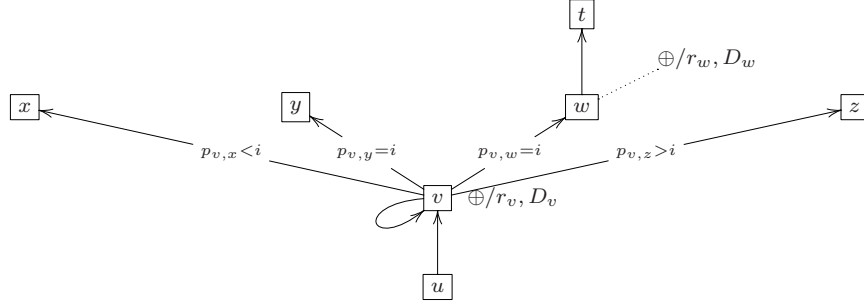 t
⊕/r_w, D_w
x
y
w
z
p_{v,x}<i
p_{v,y}=i
p_{v,w}=i
p_{v,z}>i
v
⊕/r_v, D_v
u